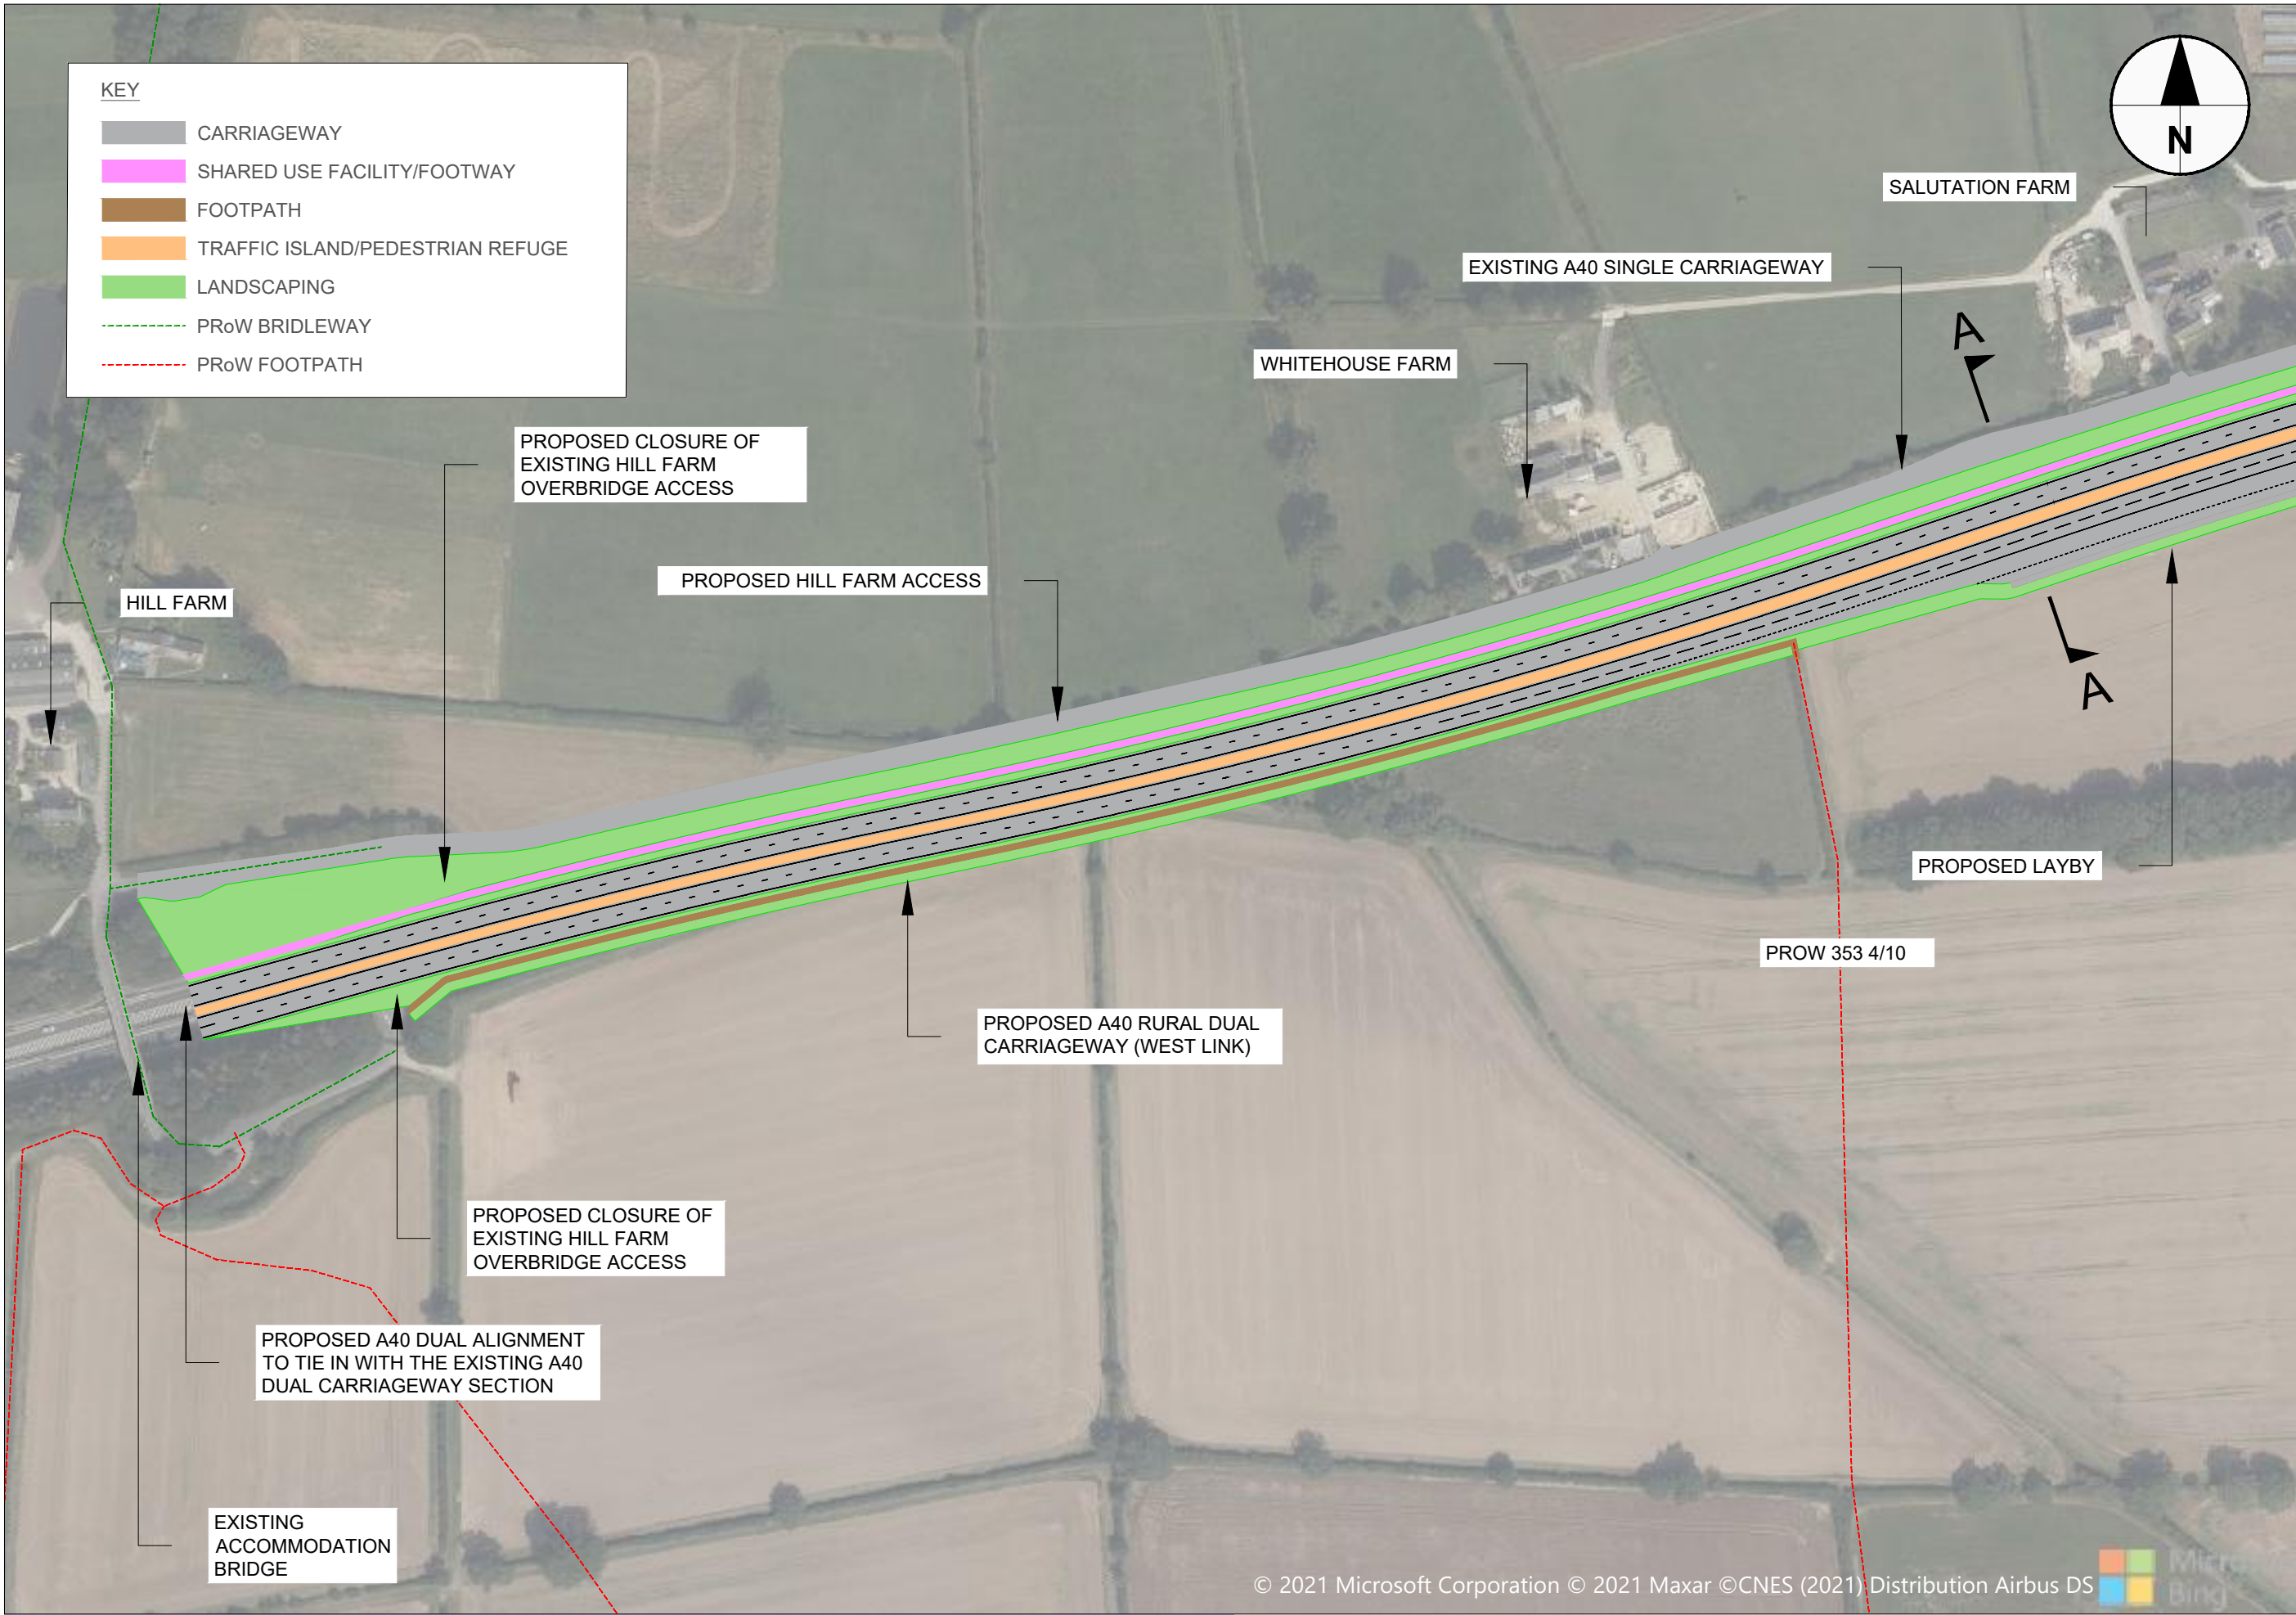 KEY
CARRIAGEWAY
SHARED USE FACILITY/FOOTWAY
FOOTPATH
TRAFFIC ISLAND/PEDESTRIAN REFUGE
LANDSCAPING
PRoW BRIDLEWAY
PRoW FOOTPATH
N
SALUTATION FARM
EXISTING A40 SINGLE CARRIAGEWAY
A
WHITEHOUSE FARM
PROPOSED CLOSURE OF
EXISTING HILL FARM
OVERBRIDGE ACCESS
PROPOSED HILL FARM ACCESS
HILL FARM
A
PROPOSED LAYBY
PROW 353 4/10
PROPOSED A40 RURAL DUAL
CARRIAGEWAY (WEST LINK)
PROPOSED CLOSURE OF
EXISTING HILL FARM
OVERBRIDGE ACCESS
PROPOSED A40 DUAL ALIGNMENT
TO TIE IN WITH THE EXISTING A40
DUAL CARRIAGEWAY SECTION
EXISTING
ACCOMMODATION
BRIDGE
© 2021 Microsoft Corporation © 2021 Maxar ©CNES (2021) Distribution Airbus DS
Bing